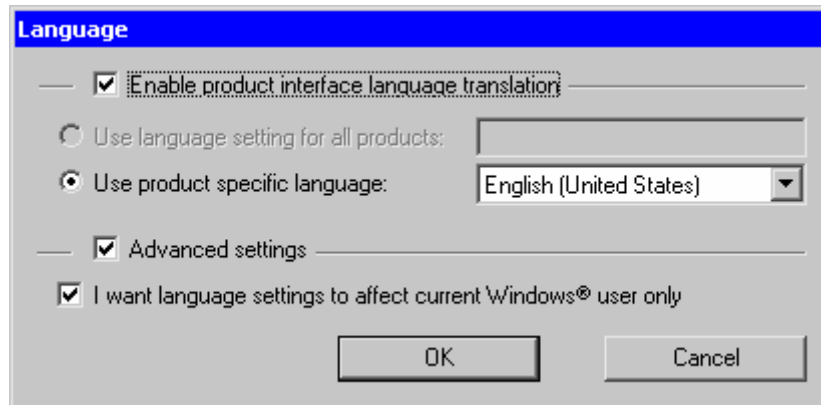 Language
Enable product interface language translation
Use language setting for all products:
Use product specific language: English (United States)
Advanced settings
I want language settings to affect current Windows® user only
OK Cancel